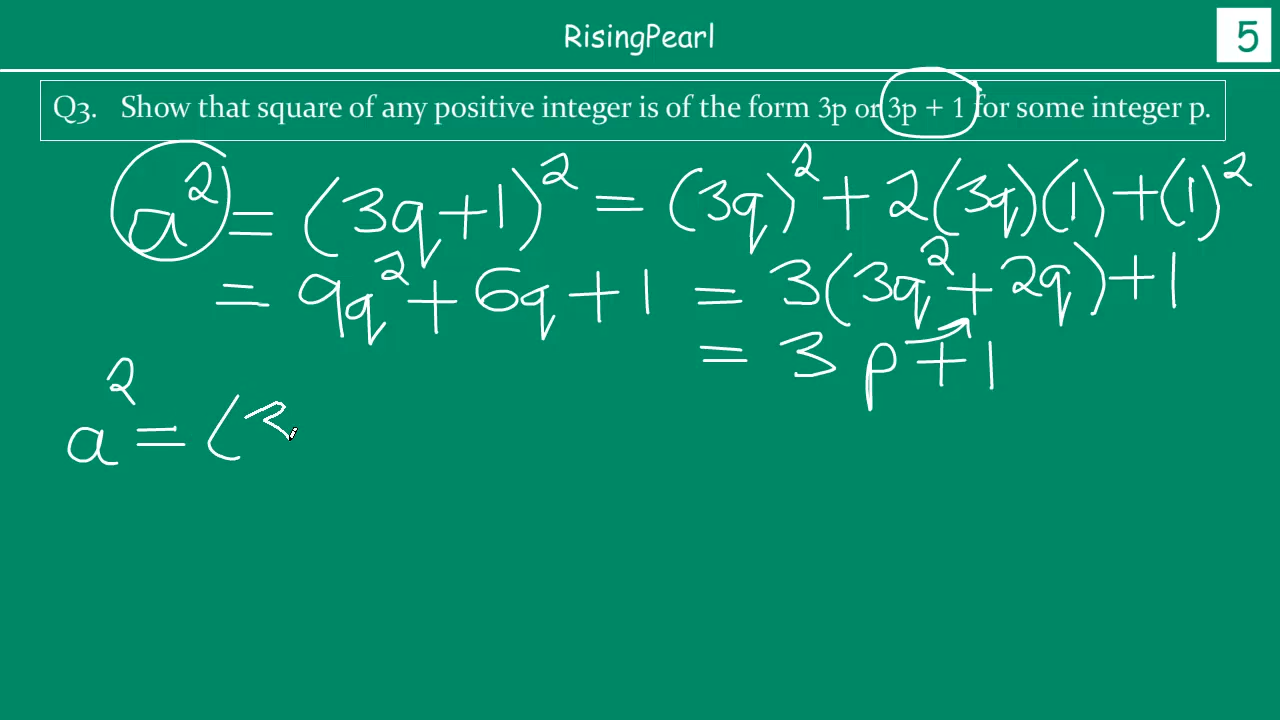 RisingPearl
5
Q3. Show that square of any positive integer is of the form 3p or 3p + 1 for some integer p.
a² = (3q+1)² = (3q)² + 2(3q)(1) + (1)²
= 9q² + 6q + 1 = 3(3q² + 2q) + 1
= 3p + 1
a² = (3